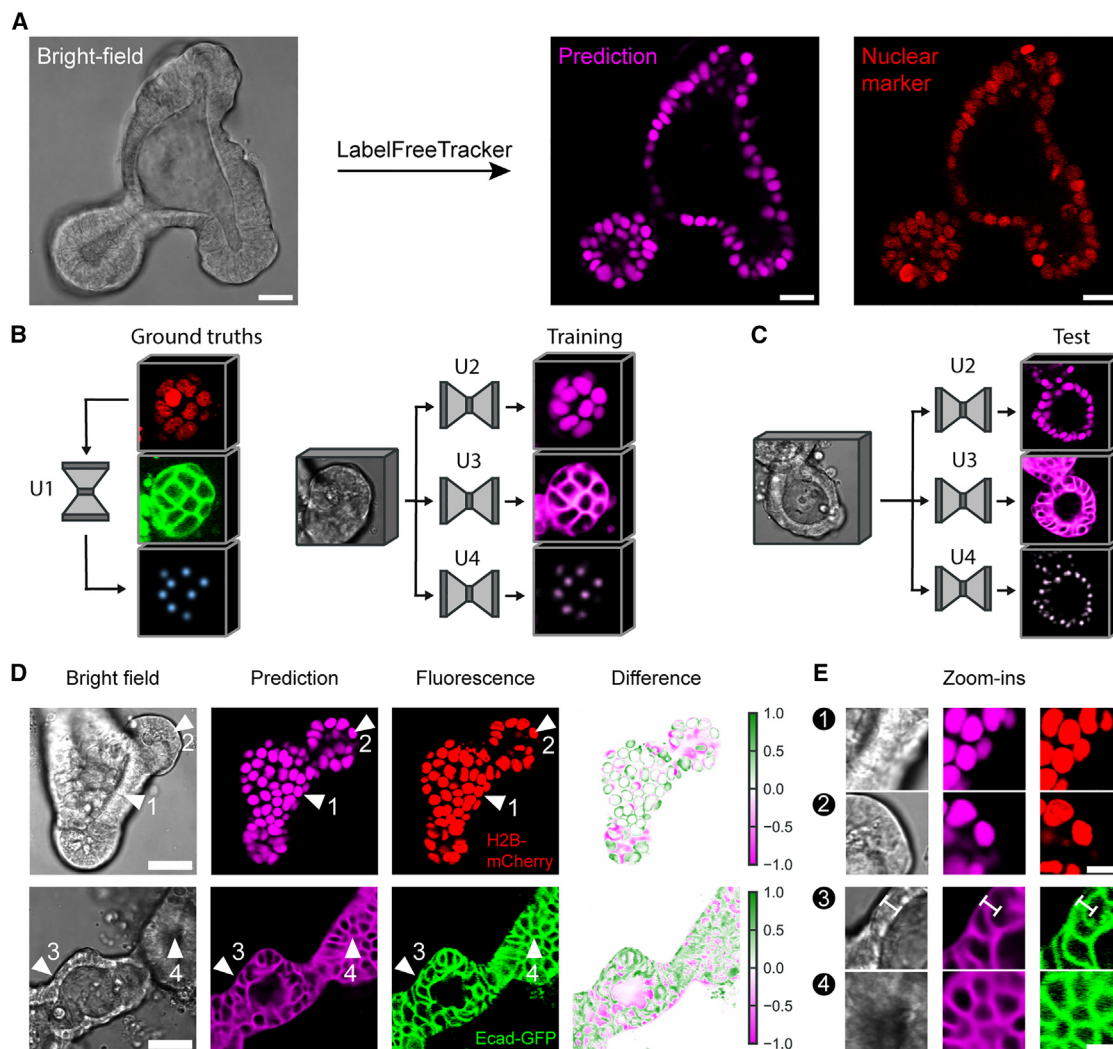 A
Bright-field
LabelFreeTracker
Prediction
Nuclear
marker
B
Ground truths
Training
U1
U2
U3
U4
C
Test
U2
U3
U4
D
Bright field
Prediction
Fluorescence
Difference
2
1
2
1
2
1
H2B-
mCherry
1.0
0.5
0.0
−0.5
−1.0
3
4
3
4
3
4
Ecad-GFP
1.0
0.5
0.0
−0.5
−1.0
E
Zoom-ins
1
2
3
4